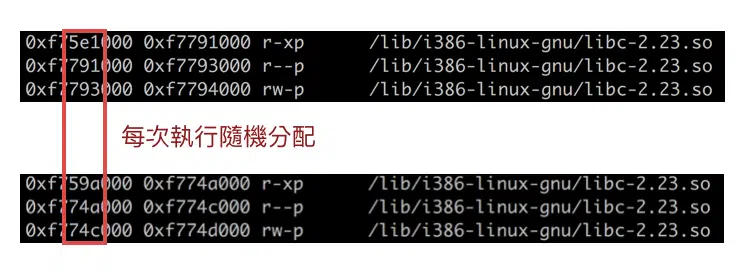 0xf75e1000 0xf7791000 r-xp /lib/i386-linux-gnu/libc-2.23.so
0xf7791000 0xf7793000 r--p /lib/i386-linux-gnu/libc-2.23.so
0xf7793000 0xf7794000 rw-p /lib/i386-linux-gnu/libc-2.23.so
每次執行隨機分配
0xf759a000 0xf774a000 r-xp /lib/i386-linux-gnu/libc-2.23.so
0xf774a000 0xf774c000 r--p /lib/i386-linux-gnu/libc-2.23.so
0xf774c000 0xf774d000 rw-p /lib/i386-linux-gnu/libc-2.23.so